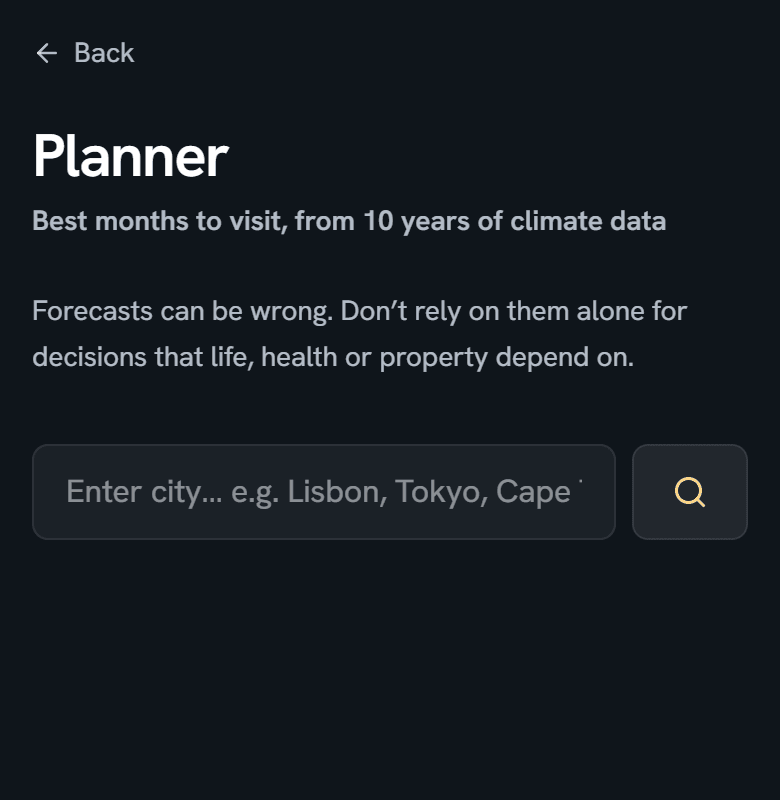 Back
Planner
Best months to visit, from 10 years of climate data
Forecasts can be wrong. Don’t rely on them alone for
decisions that life, health or property depend on.
Enter city... e.g. Lisbon, Tokyo, Cape